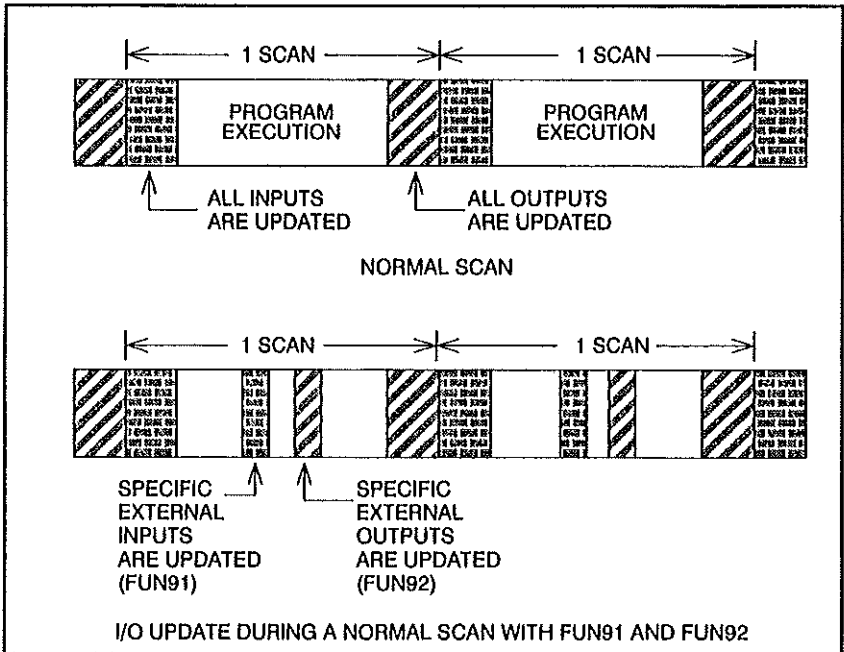 1 SCAN 1 SCAN
PROGRAM PROGRAM
EXECUTION EXECUTION
ALL INPUTS ALL OUTPUTS
ARE UPDATED ARE UPDATED
NORMAL SCAN
1 SCAN 1 SCAN
SPECIFIC SPECIFIC
EXTERNAL EXTERNAL
INPUTS OUTPUTS
ARE UPDATED ARE UPDATED
(FUN91) (FUN92)
I/O UPDATE DURING A NORMAL SCAN WITH FUN91 AND FUN92